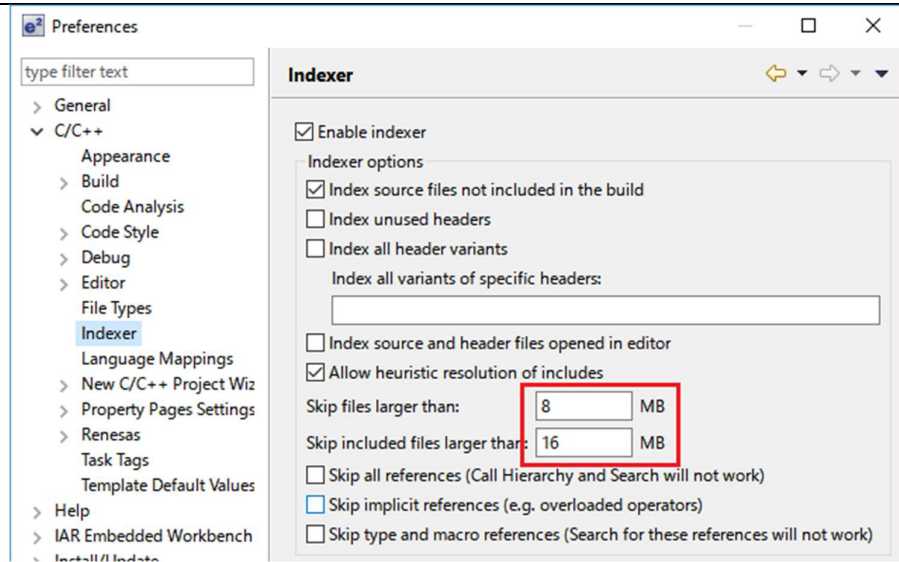 e² Preferences
type filter text
General
C/C++
Appearance
Build
Code Analysis
Code Style
Debug
Editor
File Types
Indexer
Language Mappings
New C/C++ Project Wiz
Property Pages Settings
Renesas
Task Tags
Template Default Values
Help
IAR Embedded Workbench
Install/Update
Indexer
Enable indexer
Indexer options
Index source files not included in the build
Index unused headers
Index all header variants
Index all variants of specific headers:
Index source and header files opened in editor
Allow heuristic resolution of includes
Skip files larger than: 8 MB
Skip included files larger than: 16 MB
Skip all references (Call Hierarchy and Search will not work)
Skip implicit references (e.g. overloaded operators)
Skip type and macro references (Search for these references will not work)